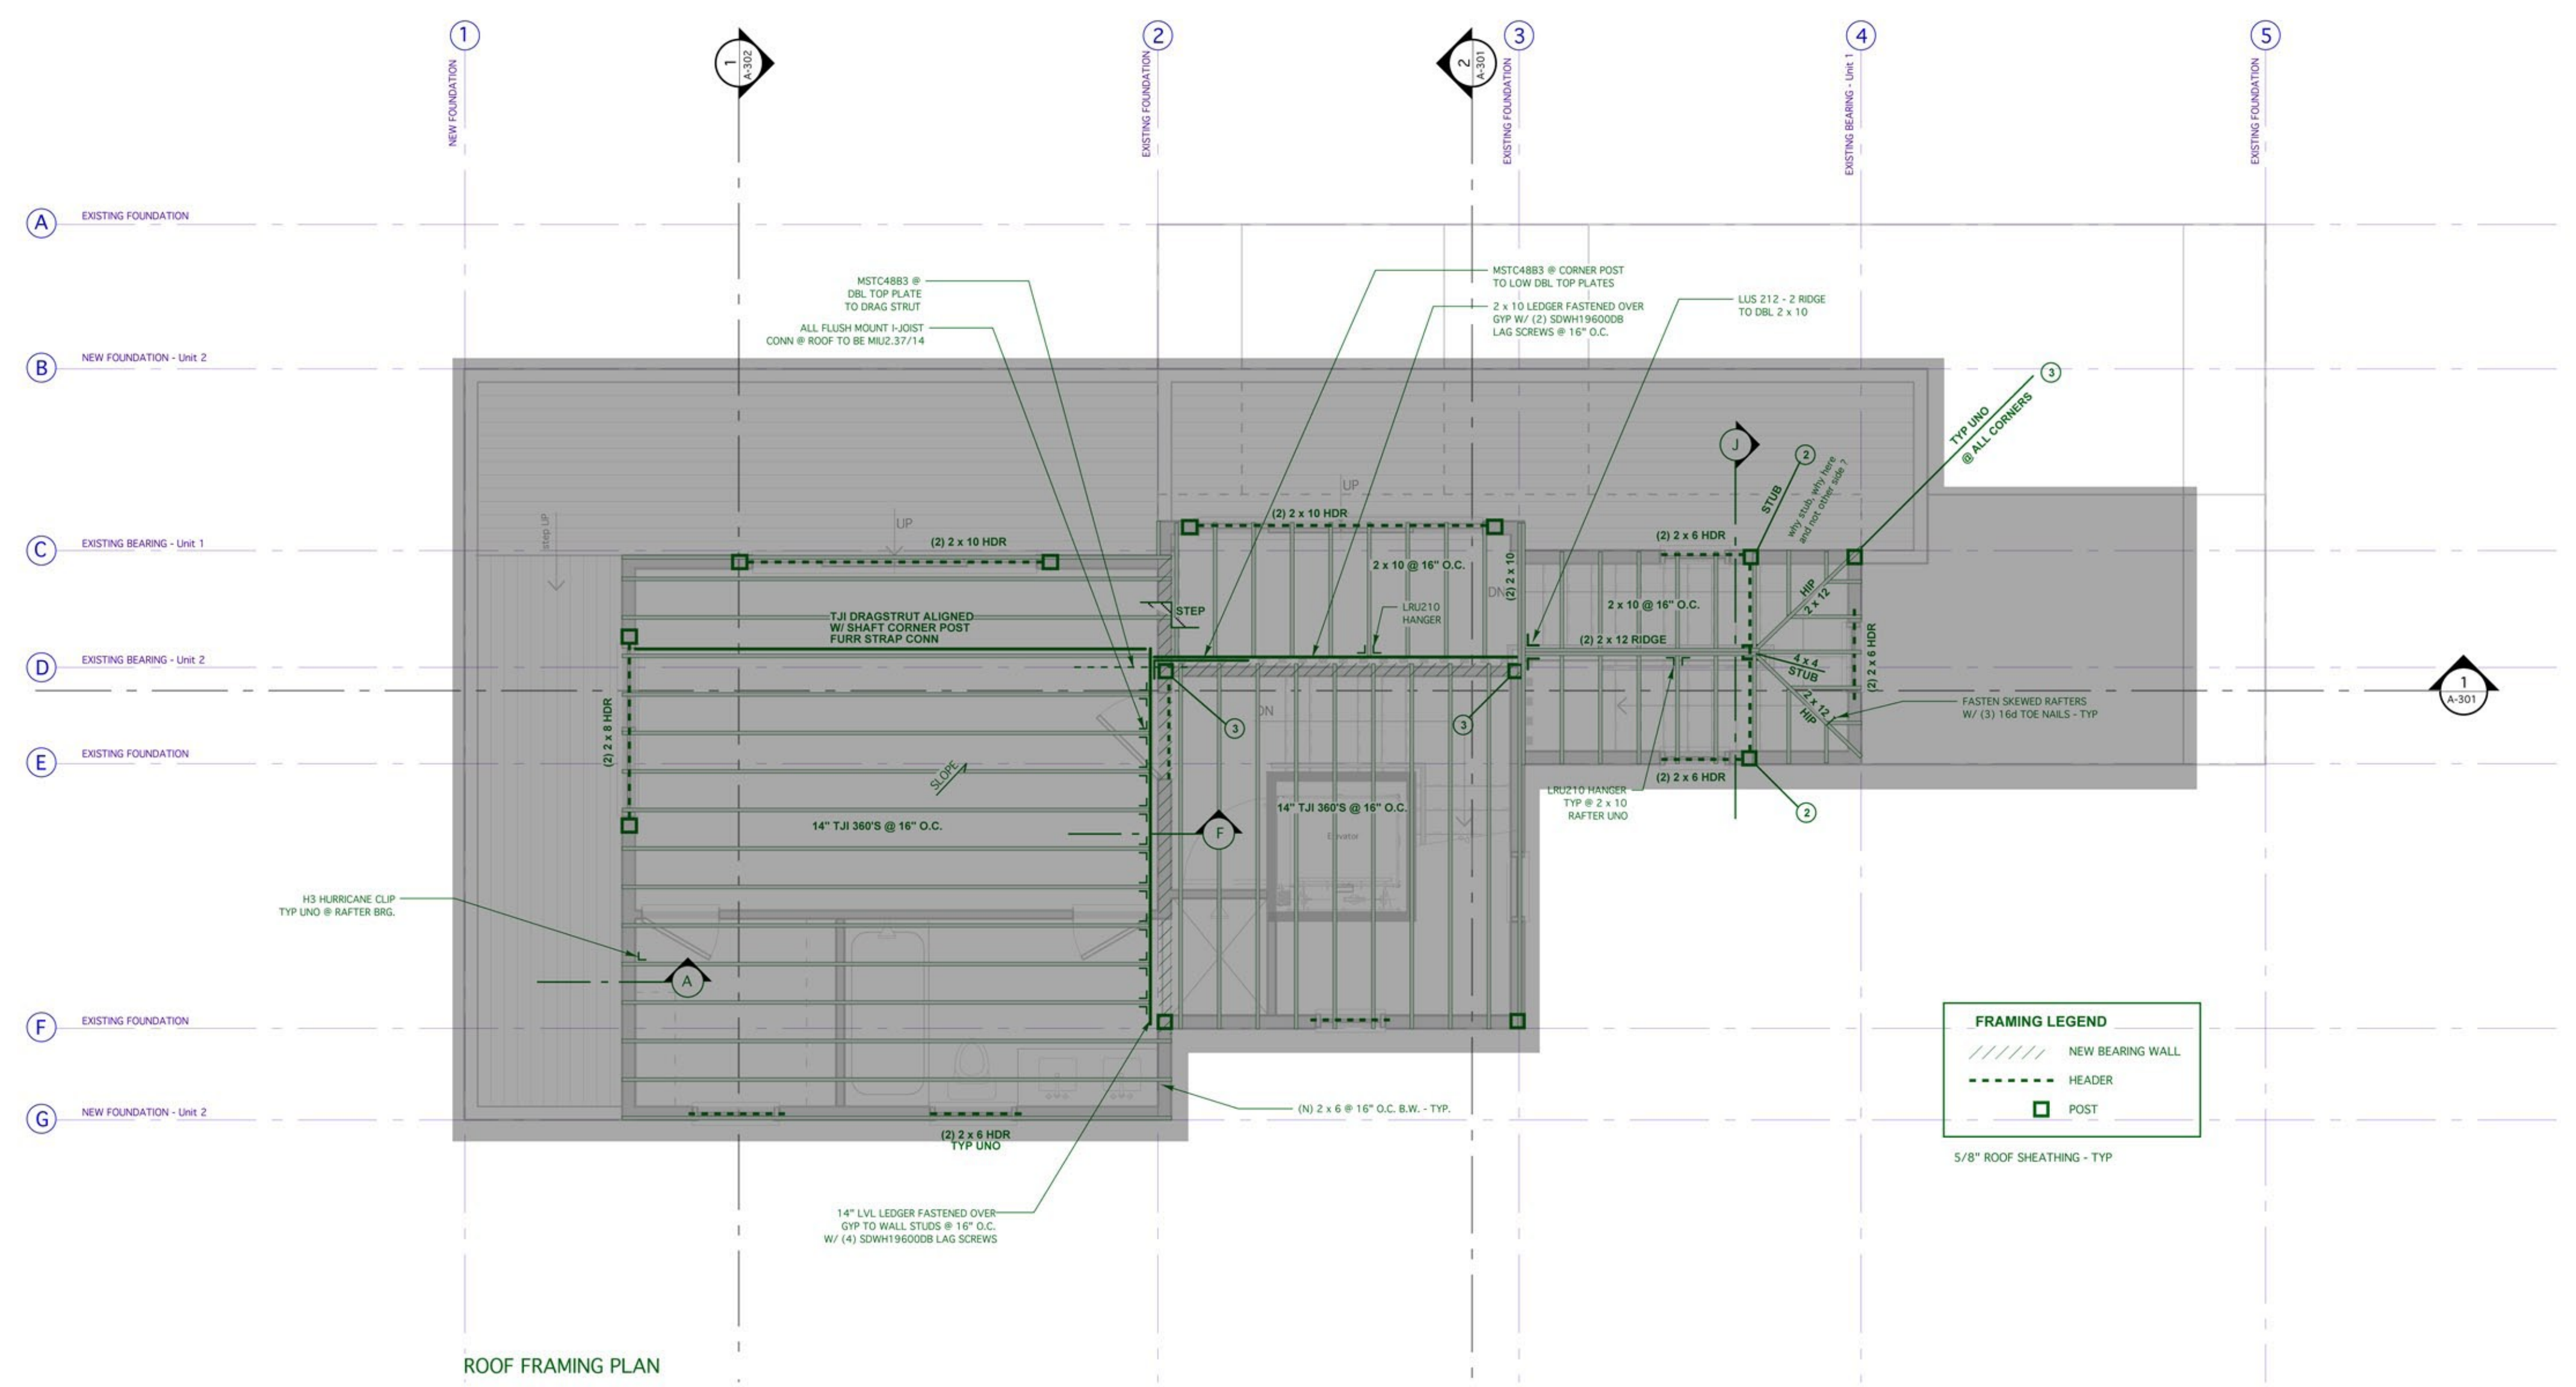 1
2
3
4
5
1
A-302
2
A-301
NEW FOUNDATION
EXISTING FOUNDATION
EXISTING FOUNDATION
EXISTING BEARING - Unit 1
EXISTING FOUNDATION
A
EXISTING FOUNDATION
MSTC48B3 @
DBL TOP PLATE
TO DRAG STRUT
ALL FLUSH MOUNT I-JOIST
CONN @ ROOF TO BE MIU2.37/14
MSTC48B3 @ CORNER POST
TO LOW DBL TOP PLATES
2 x 10 LEDGER FASTENED OVER
GYP W/ (2) SDWH19600DB
LAG SCREWS @ 16" O.C.
LUS 212 - 2 RIDGE
TO DBL 2 x 10
B
NEW FOUNDATION - Unit 2
3
TYP UNO
@ ALL CORNERS
J
2
STUB
why stub, why here
and not other side ?
UP
step UP
UP
(2) 2 x 10 HDR
C
EXISTING BEARING - Unit 1
(2) 2 x 10 HDR
(2) 2 x 6 HDR
2 x 10 @ 16" O.C.
DN
(2) 2 x 10
HIP
2 x 12
2 x 10 @ 16" O.C.
LRU210
HANGER
STEP
TJI DRAGSTRUT ALIGNED
W/ SHAFT CORNER POST
FURR STRAP CONN
(2) 2 x 12 RIDGE
D
EXISTING BEARING - Unit 2
4 x 4
STUB
(2) 2 x 6 HDR
1
A-301
2 x 12
HIP
FASTEN SKEWED RAFTERS
W/ (3) 16d TOE NAILS - TYP
DN
3
3
(2) 2 x 8 HDR
E
EXISTING FOUNDATION
SLOPE
(2) 2 x 6 HDR
LRU210 HANGER
TYP @ 2 x 10
RAFTER UNO
2
14" TJI 360'S @ 16" O.C.
14" TJI 360'S @ 16" O.C.
F
Elevator
H3 HURRICANE CLIP
TYP UNO @ RAFTER BRG.
A
F
EXISTING FOUNDATION
FRAMING LEGEND
NEW BEARING WALL
HEADER
POST
5/8" ROOF SHEATHING - TYP
G
NEW FOUNDATION - Unit 2
(N) 2 x 6 @ 16" O.C. B.W. - TYP.
(2) 2 x 6 HDR
TYP UNO
14" LVL LEDGER FASTENED OVER
GYP TO WALL STUDS @ 16" O.C.
W/ (4) SDWH19600DB LAG SCREWS
ROOF FRAMING PLAN